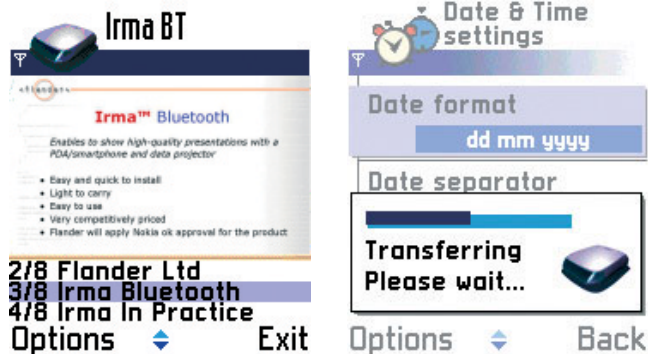 Irma BT
<flander>
Irma™ Bluetooth
Enables to show high-quality presentations with a
PDA/smartphone and data projector
• Easy and quick to install
• Light to carry
• Easy to use
• Very competitively priced
• Flander will apply Nokia ok approval for the product
2/8 Flander Ltd
3/8 Irma Bluetooth
4/8 Irma In Practice
Options Exit
Date & Time
settings
Date format
dd mm yyyy
Date separator
Transferring
Please wait...
Options Back